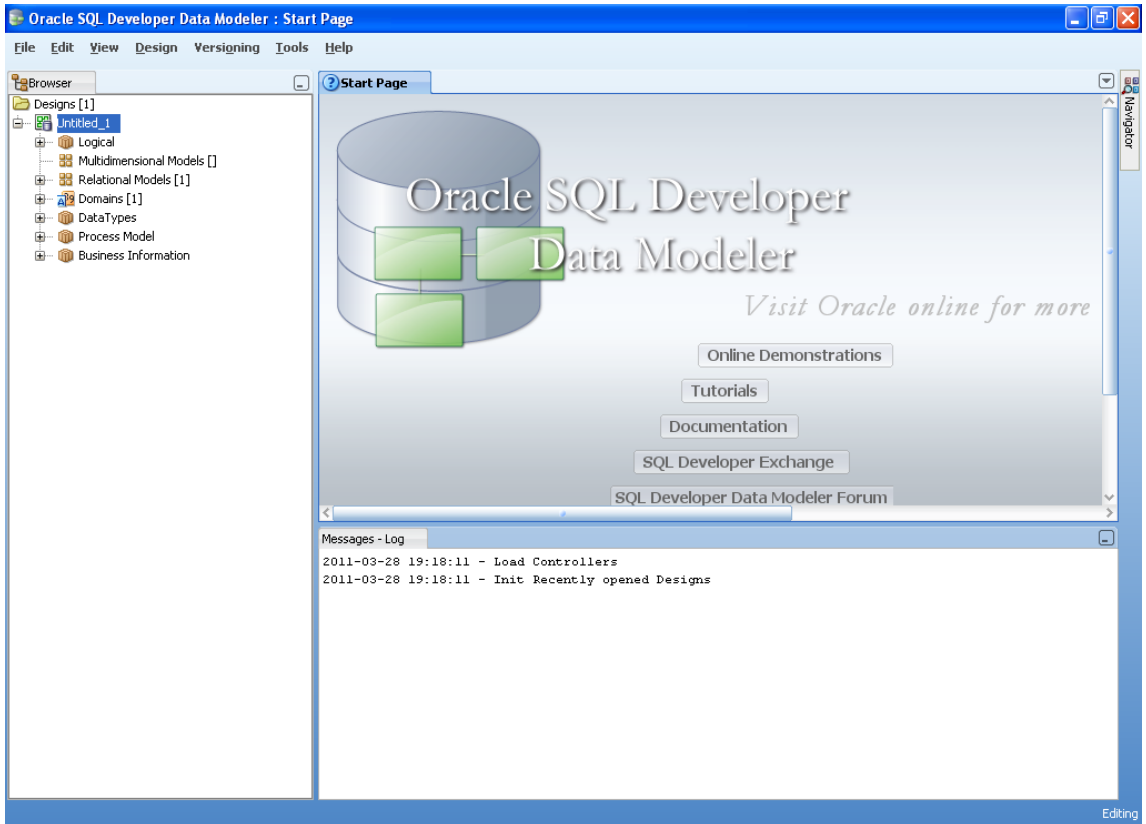 Oracle SQL Developer Data Modeler : Start Page
File Edit View Design Versioning Tools Help
Browser
Designs [1]
Untitled_1
Logical
Multidimensional Models []
Relational Models [1]
Domains [1]
DataTypes
Process Model
Business Information
Start Page
Oracle SQL Developer
Data Modeler
Visit Oracle online for more
Online Demonstrations
Tutorials
Documentation
SQL Developer Exchange
SQL Developer Data Modeler Forum
Navigator
Messages - Log
2011-03-28 19:18:11 - Load Controllers
2011-03-28 19:18:11 - Init Recently opened Designs
Editing